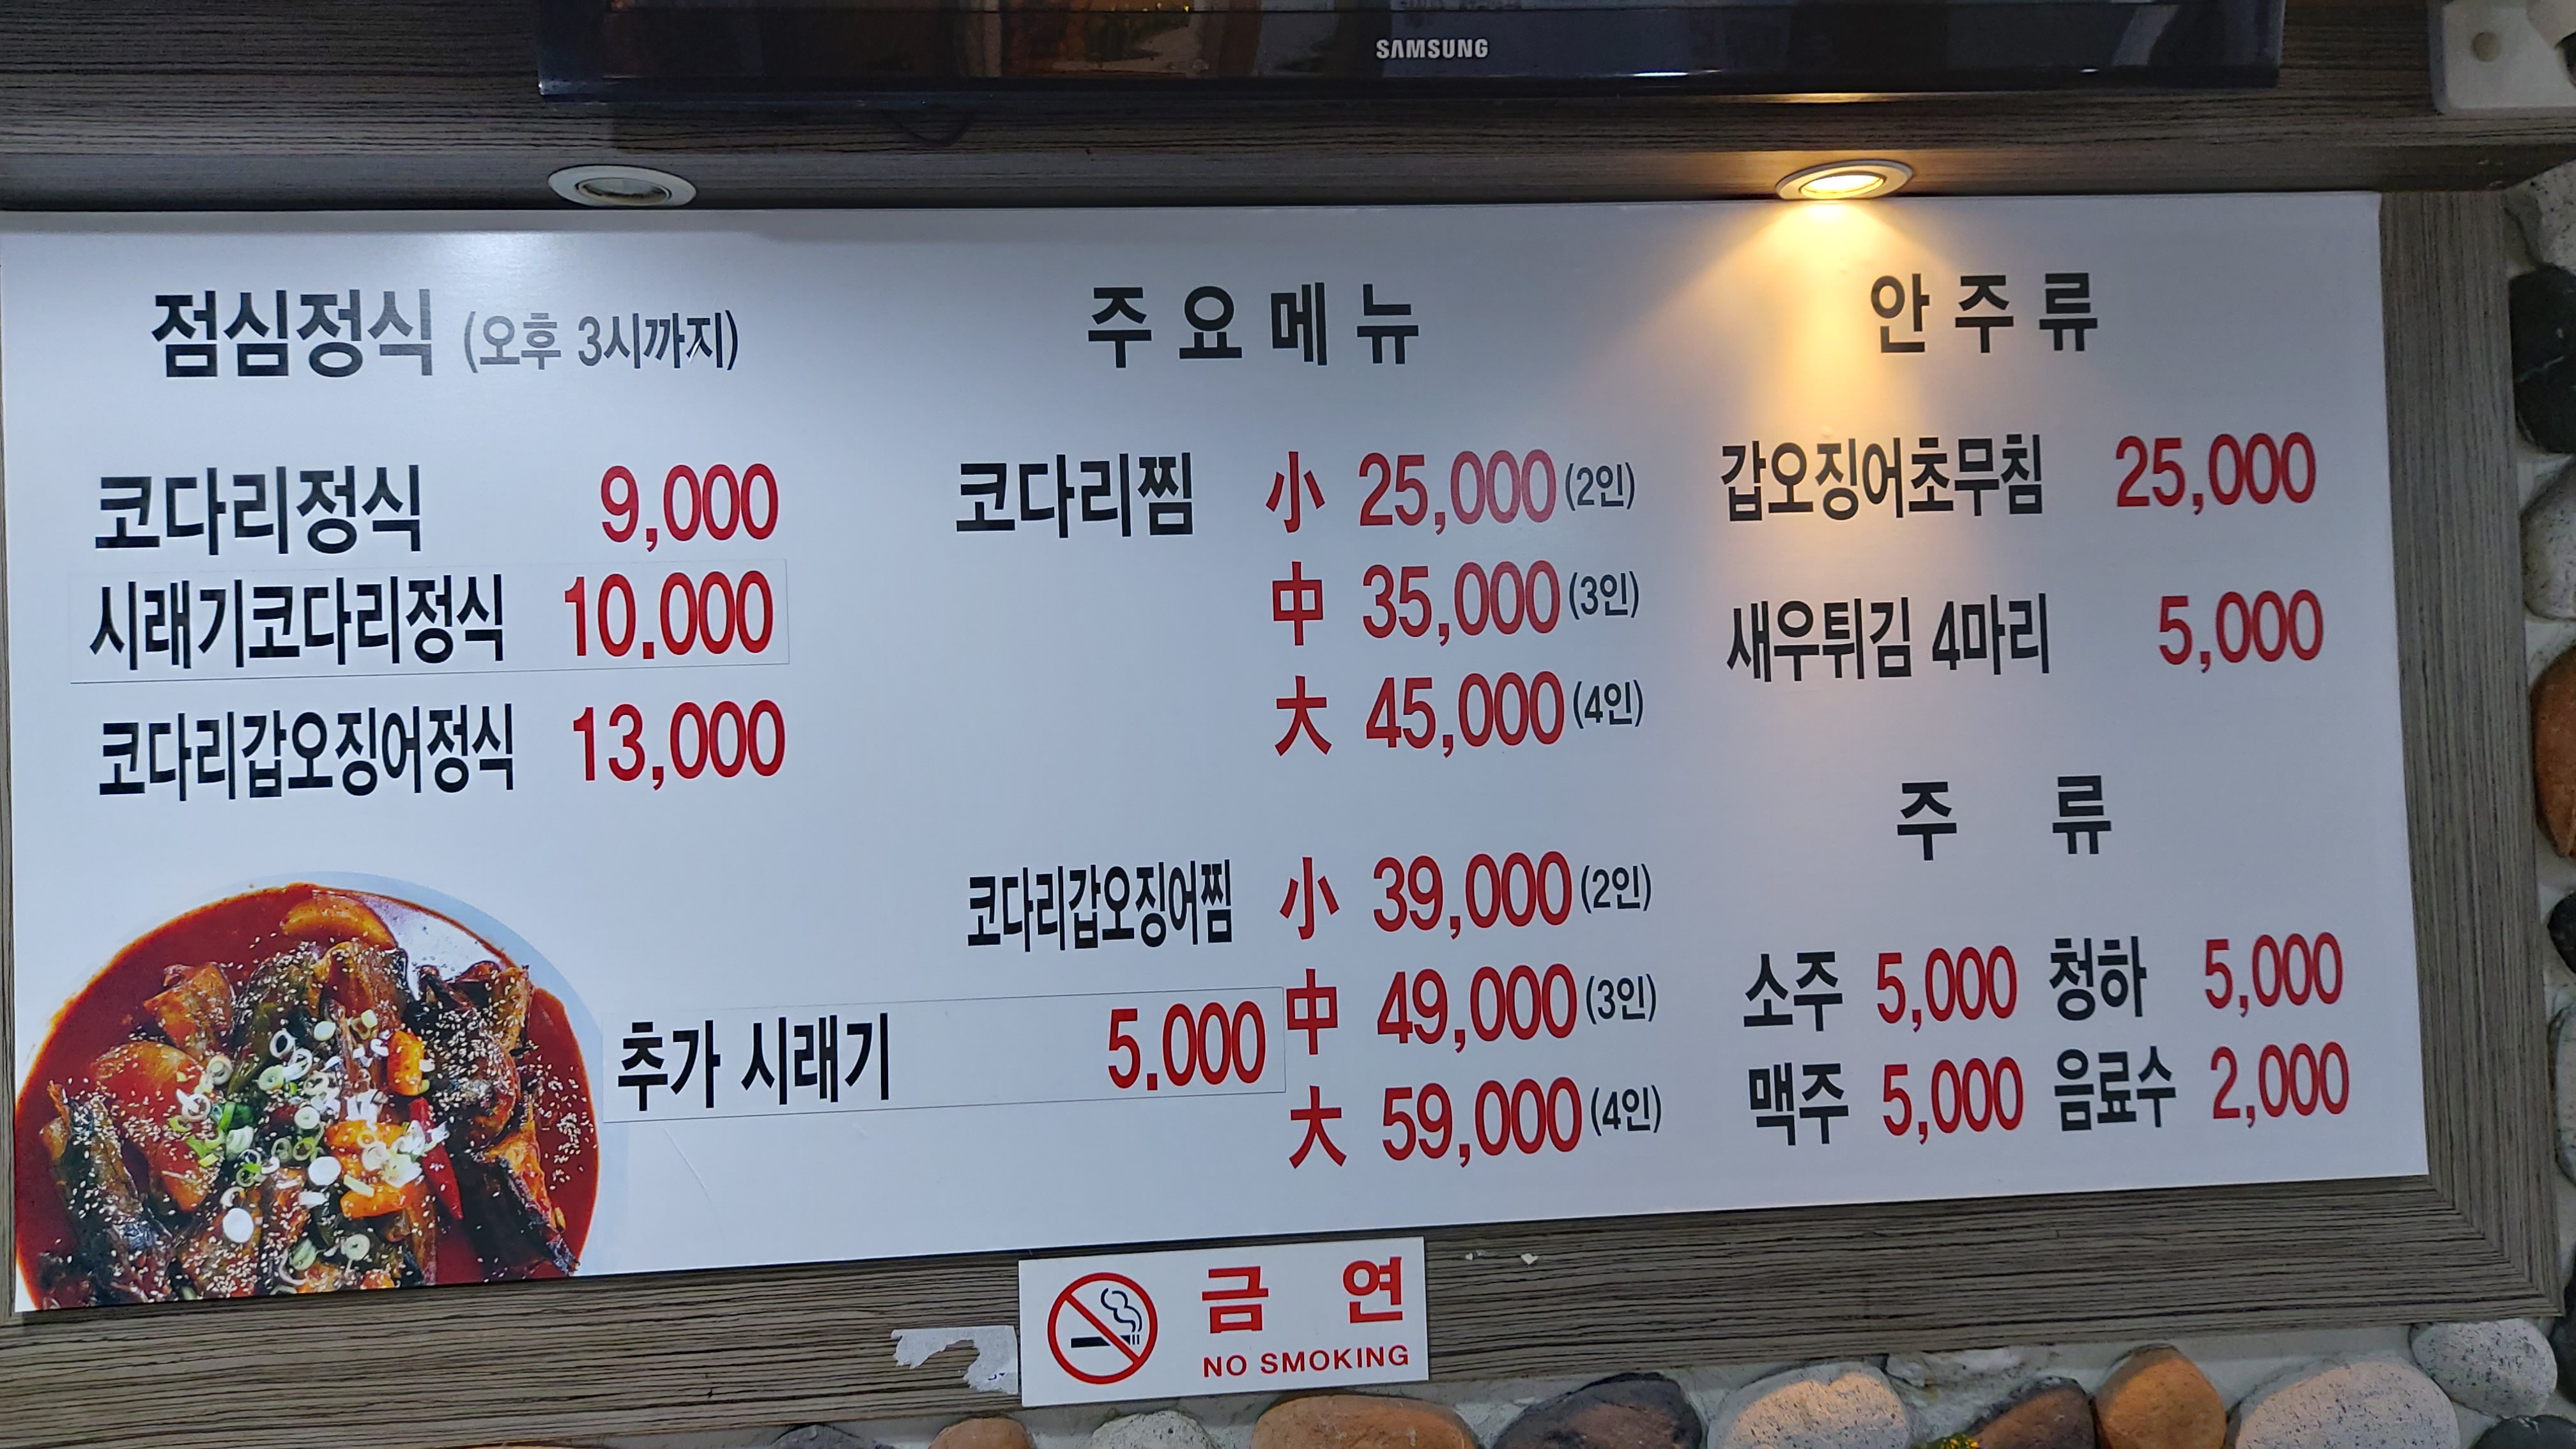 SAMSUNG
점심정식 (오후 3시까지)
코다리정식 9,000
시래기코다리정식 10.000
코다리갑오징어정식 13,000
추가 시래기 5.000
주요메뉴
코다리찜 小 25,000 (2인)
中 35,000 (3인)
大 45,000 (4인)
코다리갑오징어찜 小 39,000 (2인)
中 49,000 (3인)
大 59,000 (4인)
안주류
갑오징어초무침 25,000
새우튀김 4마리 5,000
주류
소주 5,000 청하 5,000
맥주 5,000 음료수 2,000
금연
NO SMOKING